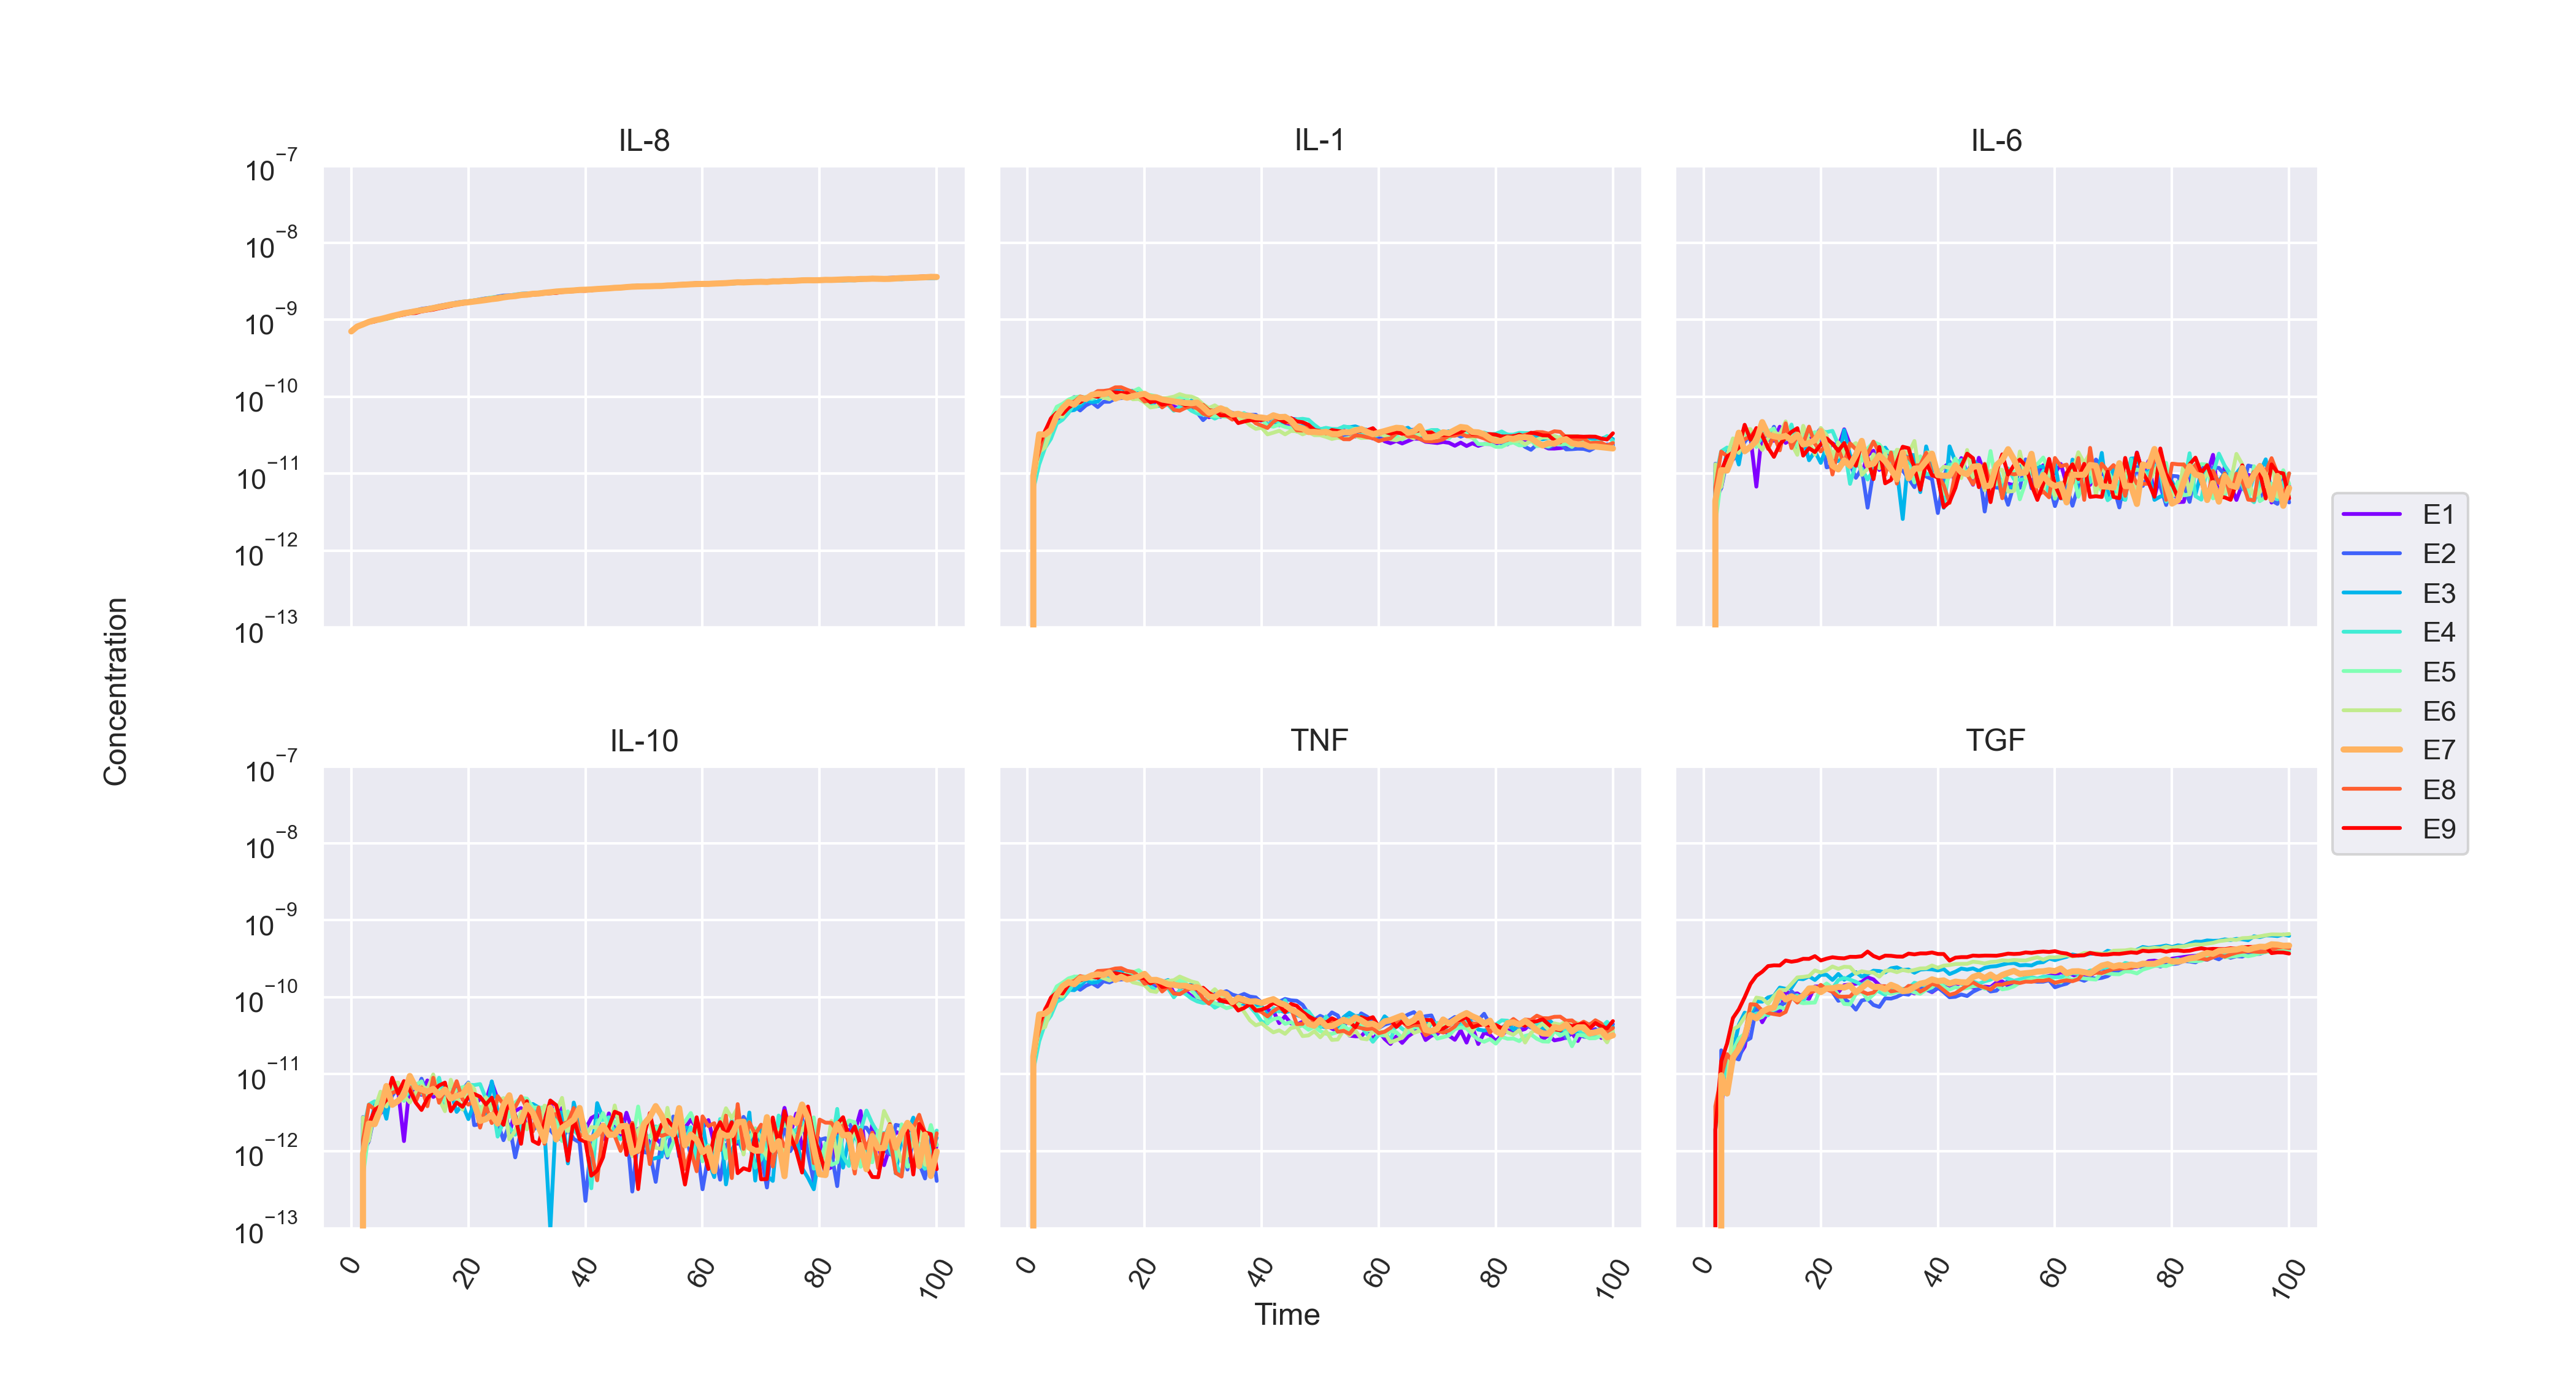 IL-8
IL-1
IL-6
10⁻⁷
10⁻⁸
10⁻⁹
10⁻¹⁰
10⁻¹¹
10⁻¹²
10⁻¹³
Concentration
E1
E2
E3
E4
E5
E6
E7
E8
E9
IL-10
TNF
TGF
10⁻⁷
10⁻⁸
10⁻⁹
10⁻¹⁰
10⁻¹¹
10⁻¹²
10⁻¹³
0 20 40 60 80 100
0 20 40 60 80 100
0 20 40 60 80 100
Time